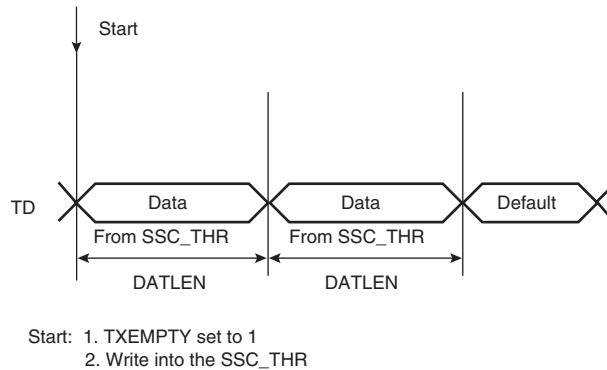 Start
TD Data Data Default
From SSC_THR From SSC_THR
DATLEN DATLEN
Start: 1. TXEMPTY set to 1
2. Write into the SSC_THR